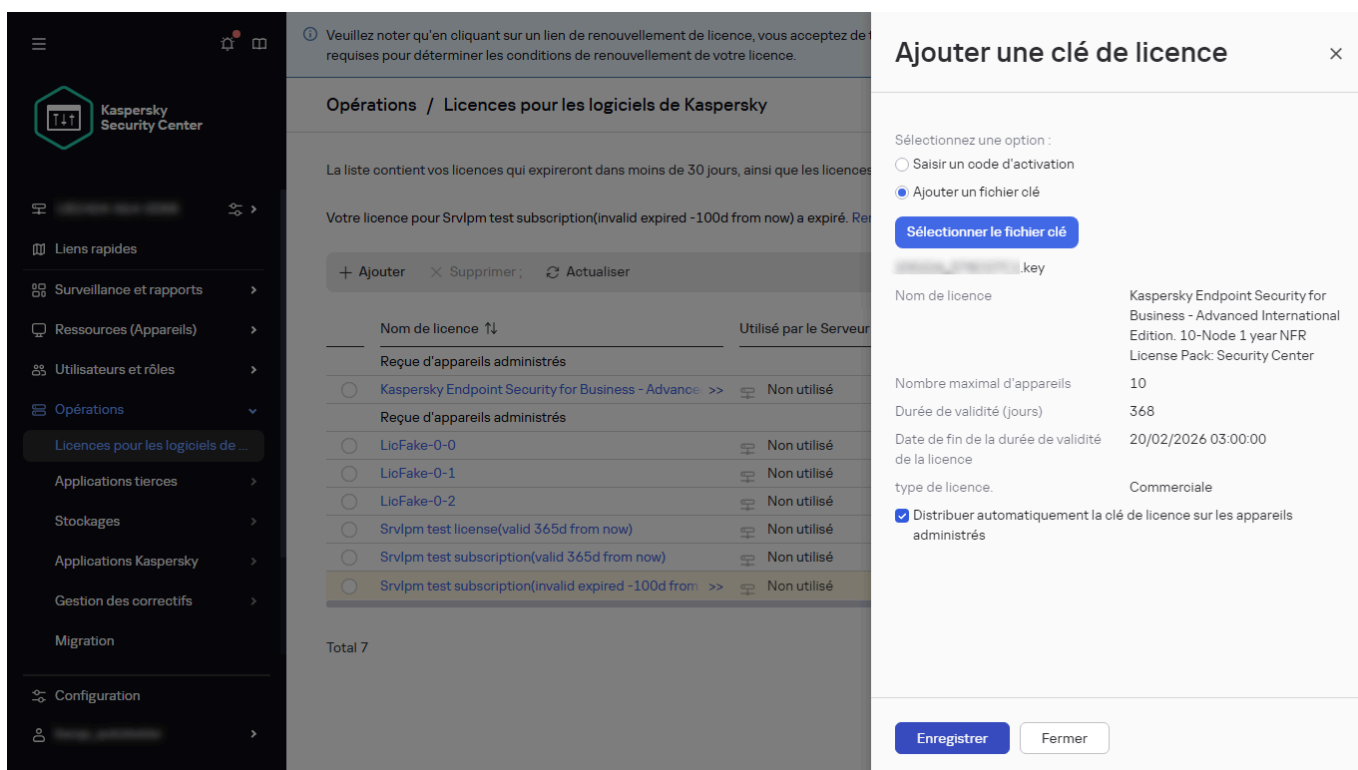 Veuillez noter qu'en cliquant sur un lien de renouvellement de licence, vous acceptez de
requises pour déterminer les conditions de renouvellement de votre licence.
Kaspersky
Security Center
Opérations / Licences pour les logiciels de Kaspersky
La liste contient vos licences qui expireront dans moins de 30 jours, ainsi que les licences
Votre licence pour Srvlpm test subscription(invalid expired -100d from now) a expiré.
Liens rapides
Surveillance et rapports
Ressources (Appareils)
Utilisateurs et rôles
Opérations
Licences pour les logiciels de ...
Applications tierces
Stockages
Applications Kaspersky
Gestion des correctifs
Migration
Configuration
+ Ajouter × Supprimer ; Actualiser
Nom de licence ↑↓ Utilisé par le Serveur
Reçue d'appareils administrés
Kaspersky Endpoint Security for Business - Advance >> Non utilisé
Reçue d'appareils administrés
LicFake-0-0 Non utilisé
LicFake-0-1 Non utilisé
LicFake-0-2 Non utilisé
Srvlpm test license(valid 365d from now) Non utilisé
Srvlpm test subscription(valid 365d from now) Non utilisé
Srvlpm test subscription(invalid expired -100d from >> Non utilisé
Total 7
Ajouter une clé de licence ×
Sélectionnez une option :
Saisir un code d'activation
Ajouter un fichier clé
Sélectionner le fichier clé
.key
Nom de licence Kaspersky Endpoint Security for
Business - Advanced International
Edition. 10-Node 1 year NFR
License Pack: Security Center
Nombre maximal d'appareils 10
Durée de validité (jours) 368
Date de fin de la durée de validité 20/02/2026 03:00:00
de la licence
type de licence. Commerciale
Distribuer automatiquement la clé de licence sur les appareils
administrés
Enregistrer Fermer